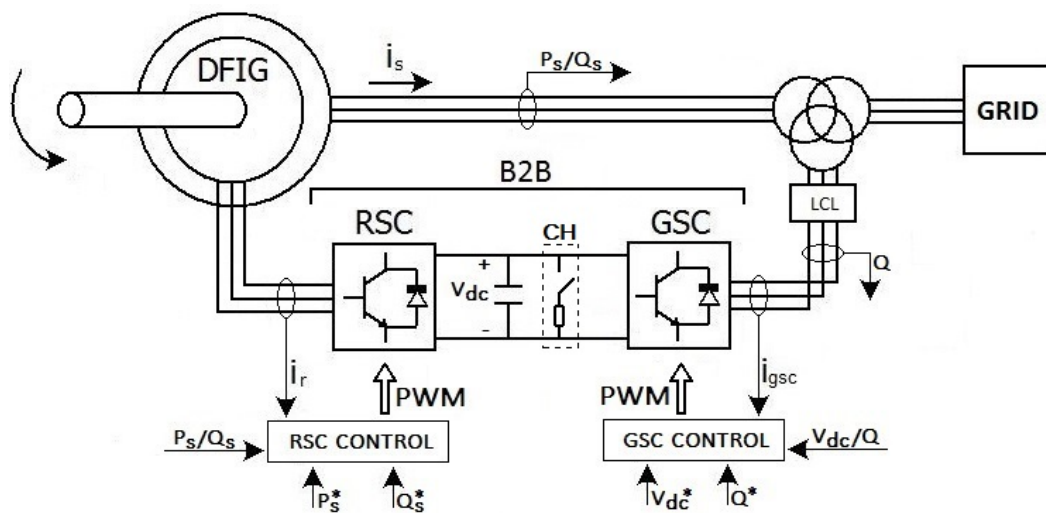 DFIG
is
Ps/Qs
GRID
B2B
LCL
RSC
CH
GSC
Q
+
Vdc
-
ir
PWM
PWM
igsc
Ps/Qs
RSC CONTROL
GSC CONTROL
Vdc/Q
Ps*
Qs*
Vdc*
Q*